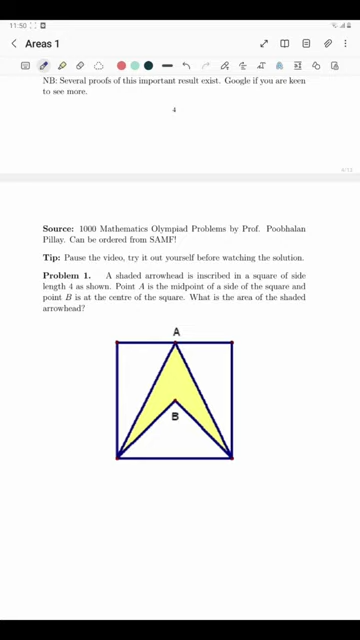 11:50
Areas 1
NB: Several proofs of this important result exist. Google if you are keen
to see more.
4
4/12
Source: 1000 Mathematics Olympiad Problems by Prof. Poobhalan
Pillay. Can be ordered from SAMF!
Tip: Pause the video, try it out yourself before watching the solution.
Problem 1. A shaded arrowhead is inscribed in a square of side
length 4 as shown. Point A is the midpoint of a side of the square and
point B is at the centre of the square. What is the area of the shaded
arrowhead?
A
B